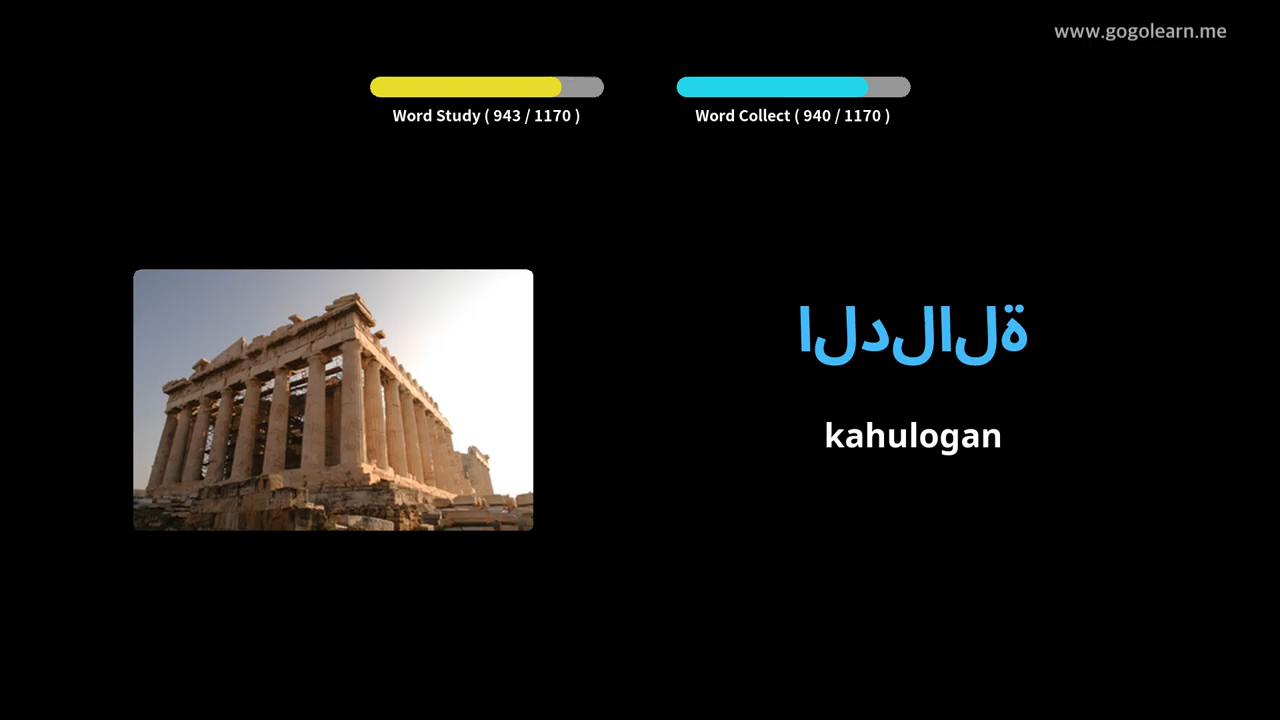 www.gogolearn.me
Word Study ( 943 / 1170 )
Word Collect ( 940 / 1170 )
الدلالة
kahulogan